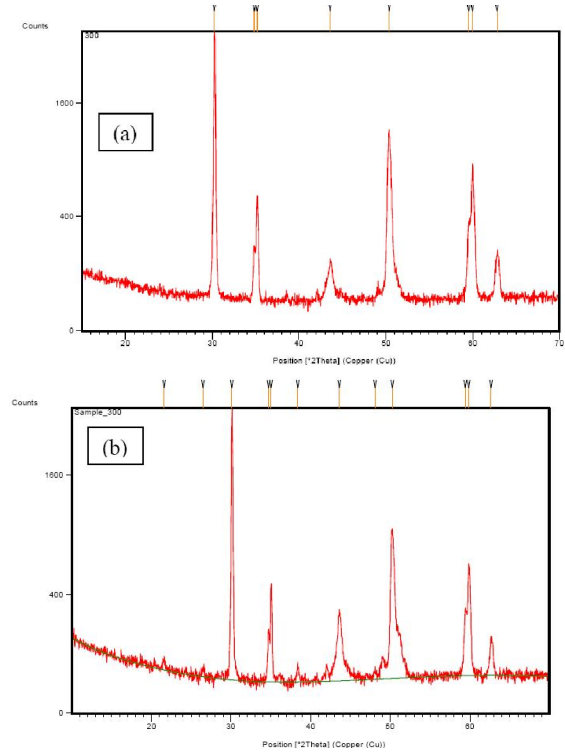 Counts
300
1600
(a)
400
0
20 30 40 50 60 70
Position [°2Theta] (Copper (Cu))
Counts
Sample_300
(b)
1600
400
0
20 30 40 50 60
Position [°2Theta] (Copper (Cu))